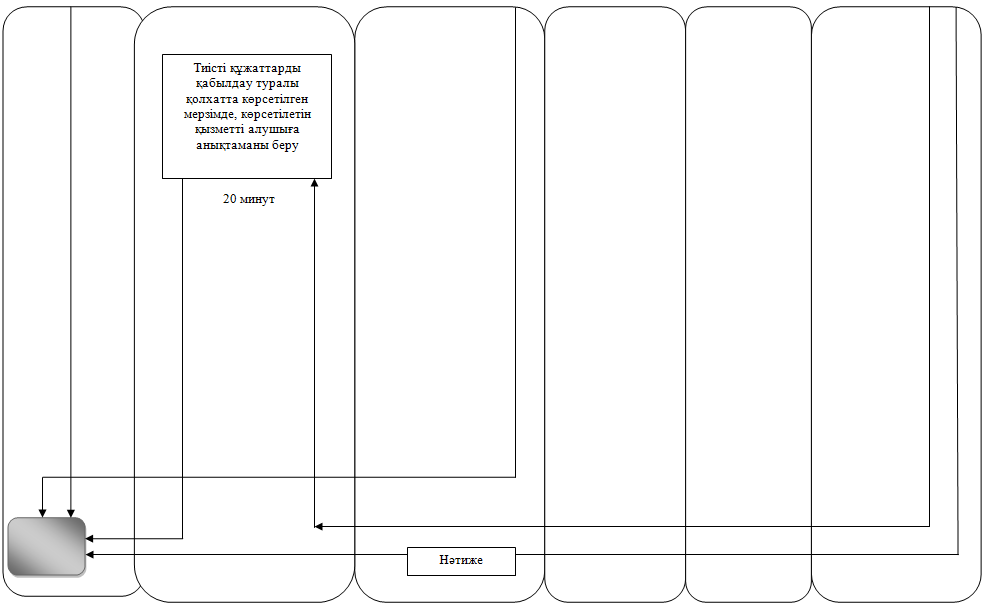 Тиісті құжаттарды
қабылдау туралы
қолхатта көрсетілген
мерзімде, көрсетілетін
қызметті алушыға
анықтаманы беру
20 минут
Нәтиже